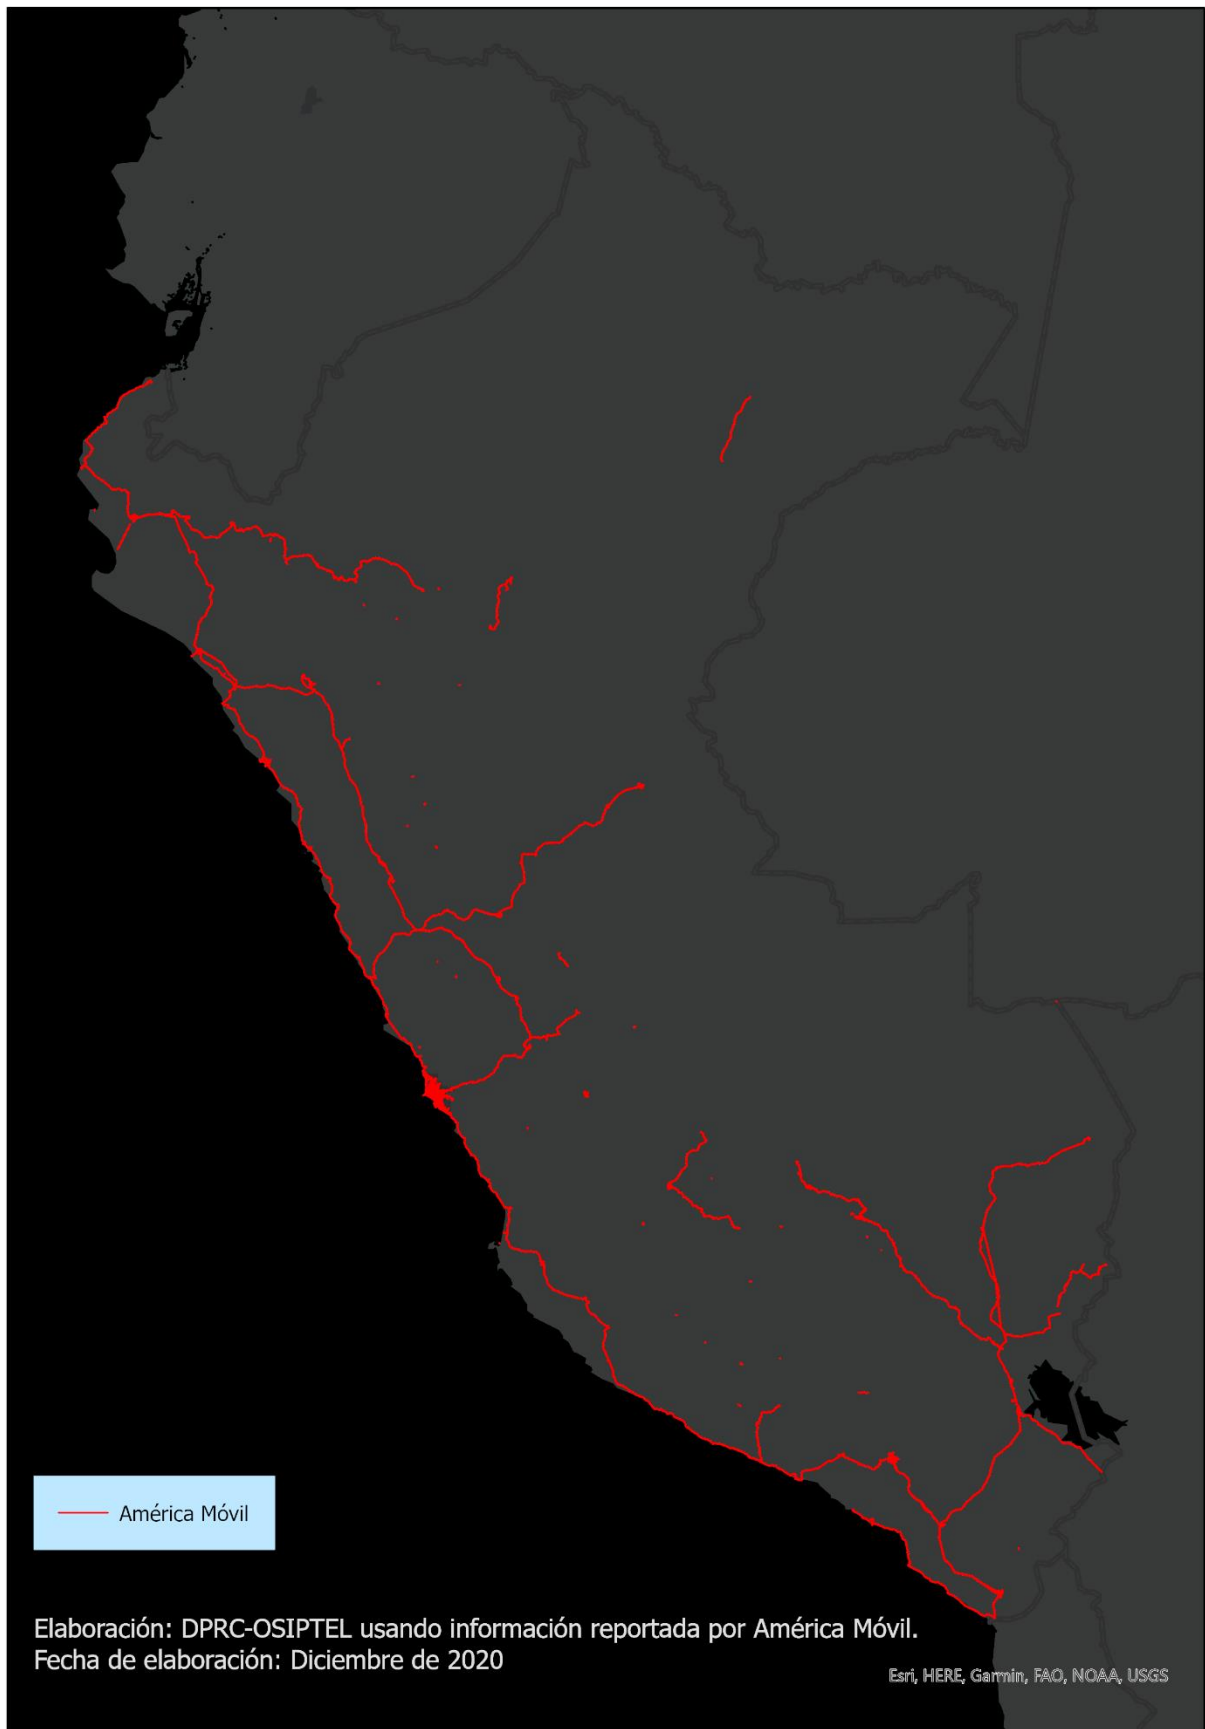 América Móvil
Elaboración: DPRC-OSIPTEL usando información reportada por América Móvil.
Fecha de elaboración: Diciembre de 2020
Esri, HERE, Garmin, FAO, NOAA, USGS